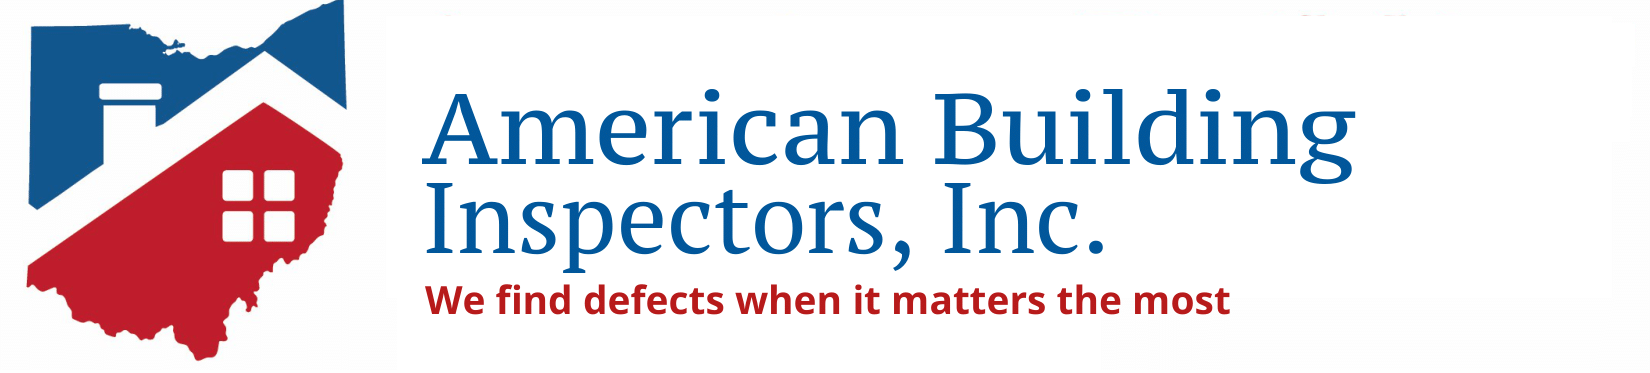 American Building
Inspectors, Inc.
We find defects when it matters the most